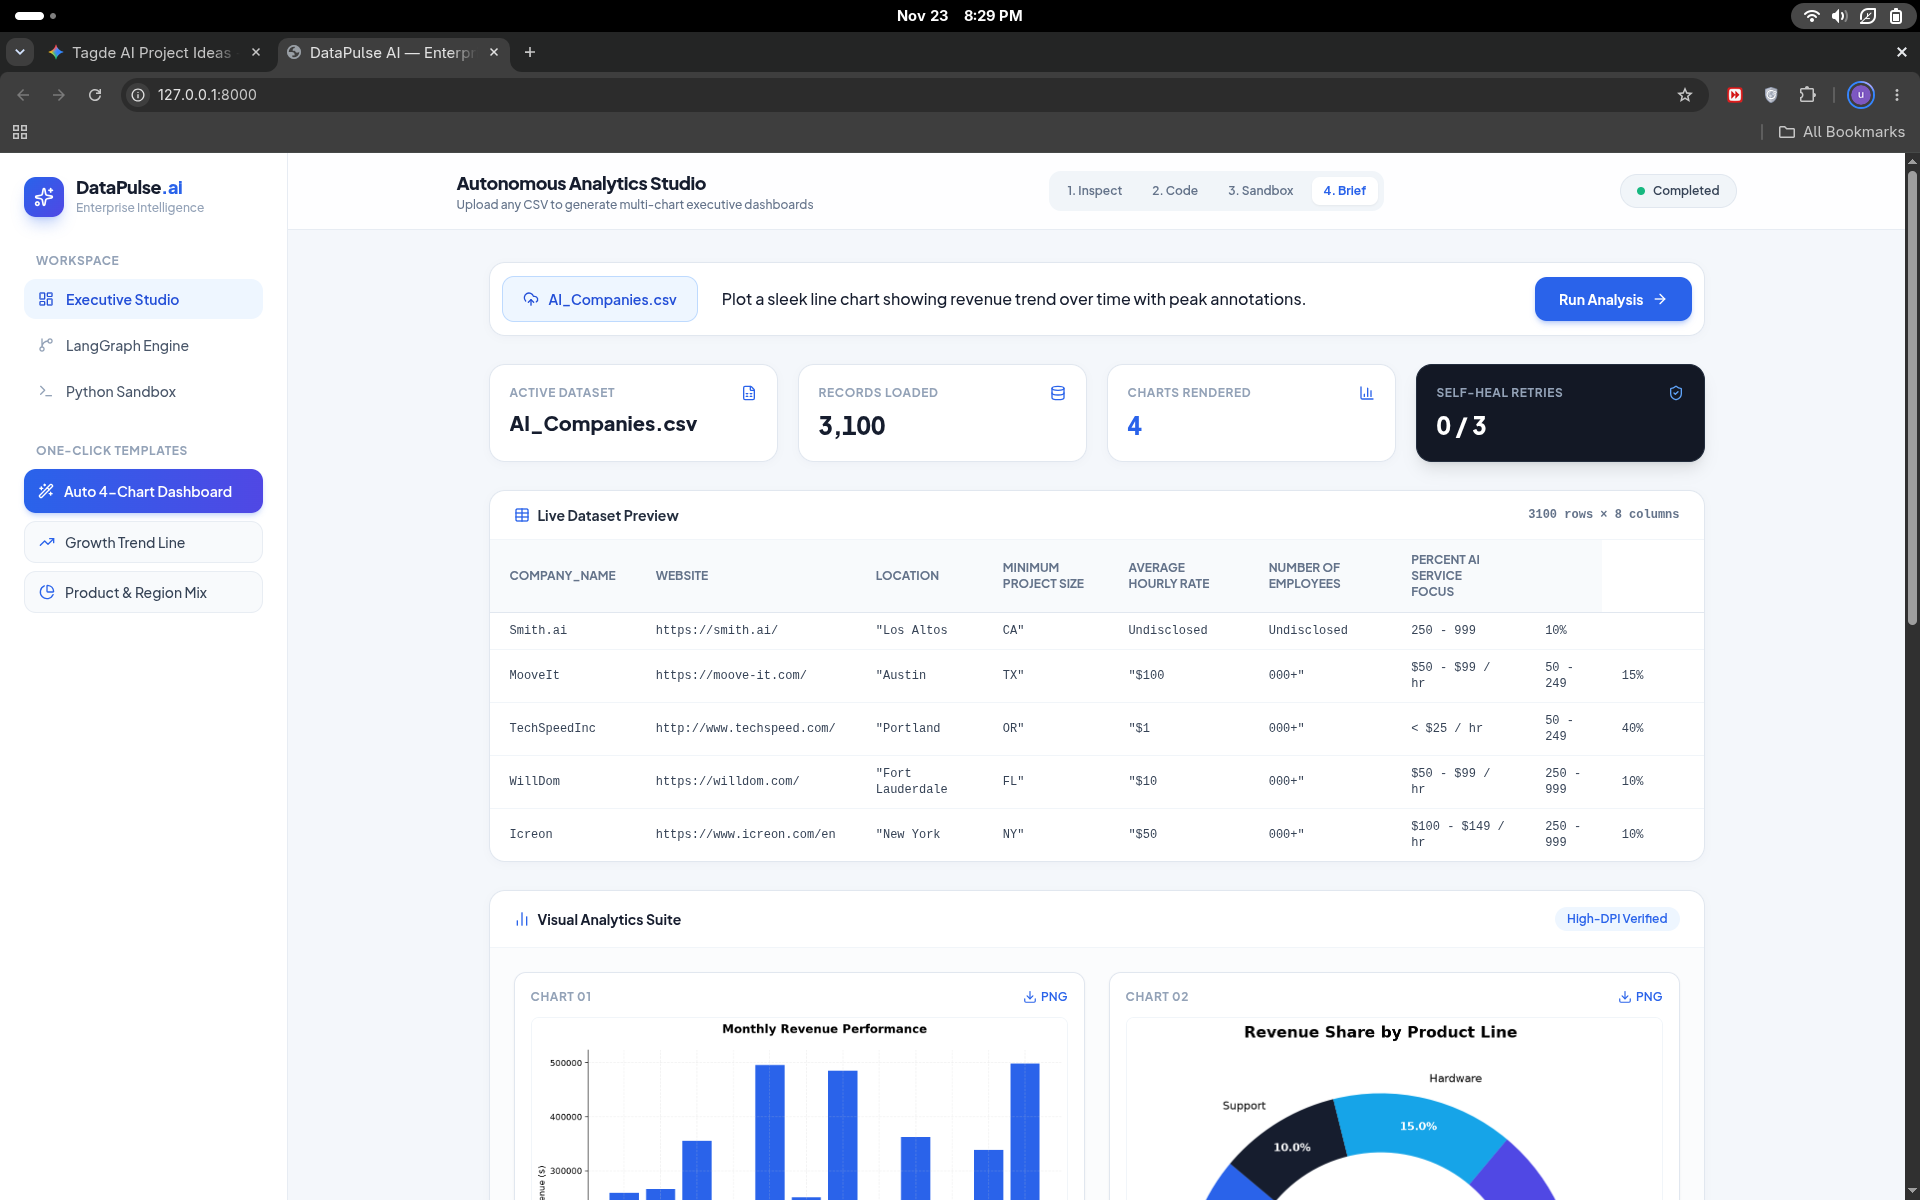 Nov 23 8:29 PM
Tagde AI Project Ideas
DataPulse AI — Enterpr
127.0.0.1:8000
u
All Bookmarks
DataPulse.ai
Enterprise Intelligence
WORKSPACE
Executive Studio
LangGraph Engine
Python Sandbox
ONE-CLICK TEMPLATES
Auto 4-Chart Dashboard
Growth Trend Line
Product & Region Mix
Autonomous Analytics Studio
Upload any CSV to generate multi-chart executive dashboards
1. Inspect 2. Code 3. Sandbox 4. Brief
Completed
AI_Companies.csv
Plot a sleek line chart showing revenue trend over time with peak annotations.
Run Analysis
ACTIVE DATASET
AI_Companies.csv
RECORDS LOADED
3,100
CHARTS RENDERED
4
SELF-HEAL RETRIES
0 / 3
Live Dataset Preview
3100 rows × 8 columns
COMPANY_NAME WEBSITE LOCATION MINIMUM PROJECT SIZE AVERAGE HOURLY RATE NUMBER OF EMPLOYEES PERCENT AI SERVICE FOCUS
Smith.ai https://smith.ai/ "Los Altos CA" Undisclosed Undisclosed 250 - 999 10%
MooveIt https://moove-it.com/ "Austin TX" "$100 000+" $50 - $99 / hr 50 - 249 15%
TechSpeedInc http://www.techspeed.com/ "Portland OR" "$1 000+" < $25 / hr 50 - 249 40%
WillDom https://willdom.com/ "Fort Lauderdale FL" "$10 000+" $50 - $99 / hr 250 - 999 10%
Icreon https://www.icreon.com/en "New York NY" "$50 000+" $100 - $149 / hr 250 - 999 10%
Visual Analytics Suite
High-DPI Verified
CHART 01
PNG
Monthly Revenue Performance
500000
400000
300000
enue ($)
CHART 02
PNG
Revenue Share by Product Line
Hardware
Support
15.0%
10.0%